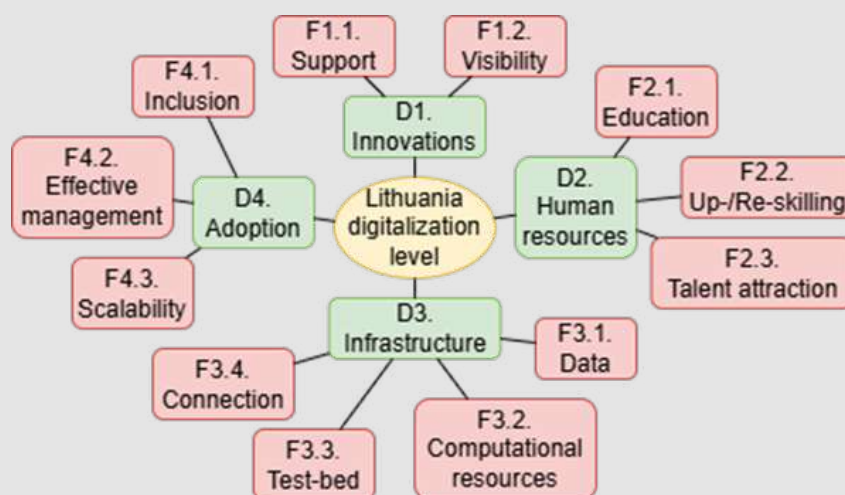 F1.1.
Support
F1.2.
Visibility
F4.1.
Inclusion
D1.
Innovations
F2.1.
Education
F4.2.
Effective
management
D4.
Adoption
Lithuania
digitalization
level
D2.
Human
resources
F2.2.
Up-/Re-skilling
F4.3.
Scalability
F2.3.
Talent attraction
D3.
Infrastructure
F3.1.
Data
F3.4.
Connection
F3.3.
Test-bed
F3.2.
Computational
resources